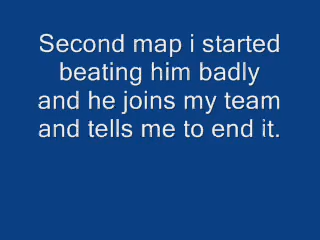 Second map i started
beating him badly
and he joins my team
and tells me to end it.